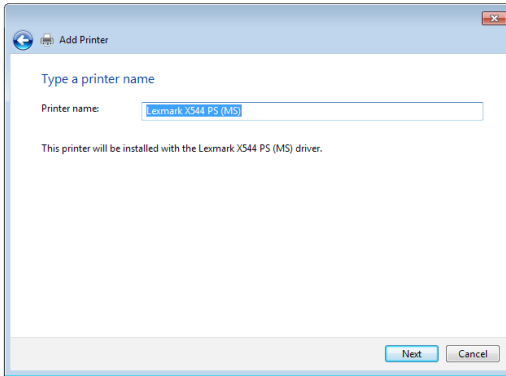 Add Printer
Type a printer name
Printer name: Lexmark X544 PS (MS)
This printer will be installed with the Lexmark X544 PS (MS) driver.
Next Cancel